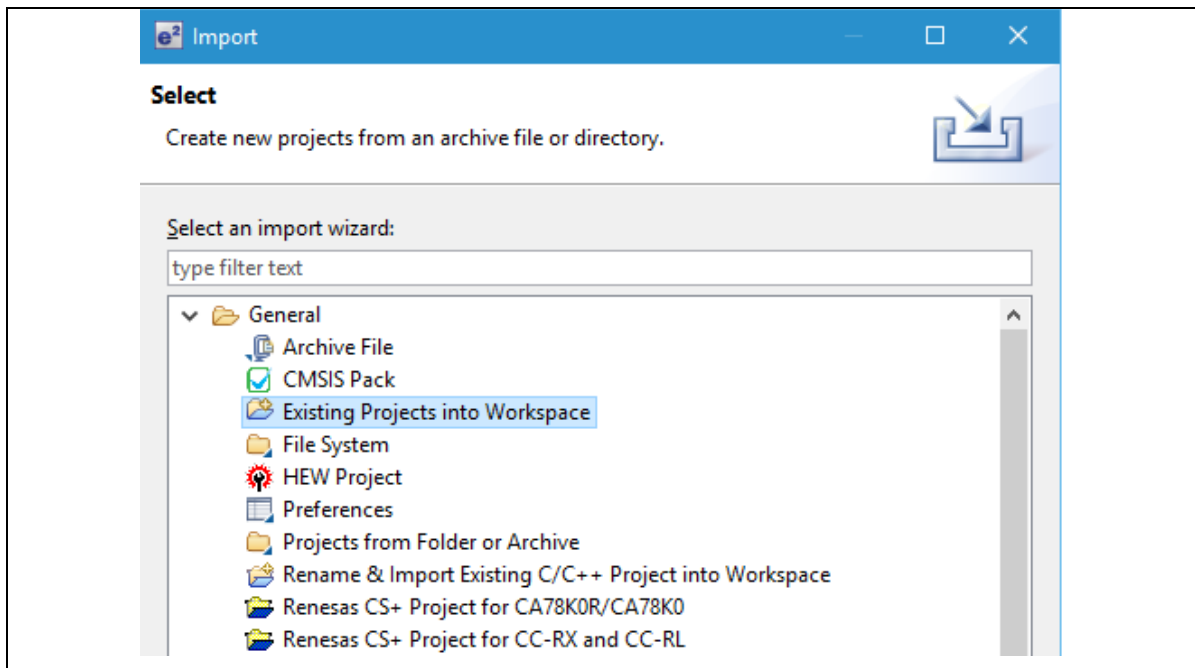 e² Import
Select
Create new projects from an archive file or directory.
Select an import wizard:
type filter text
General
Archive File
CMSIS Pack
Existing Projects into Workspace
File System
HEW Project
Preferences
Projects from Folder or Archive
Rename & Import Existing C/C++ Project into Workspace
Renesas CS+ Project for CA78K0R/CA78K0
Renesas CS+ Project for CC-RX and CC-RL